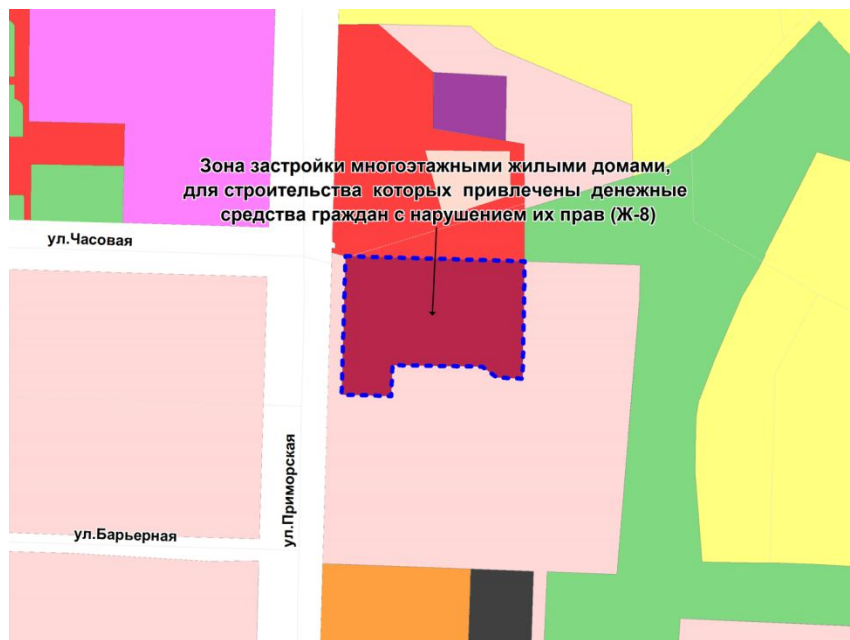 Зона застройки многоэтажными жилыми домами,
для строительства которых привлечены денежные
средства граждан с нарушением их прав (Ж-8)
ул.Часовая
ул.Приморская
ул.Барьерная